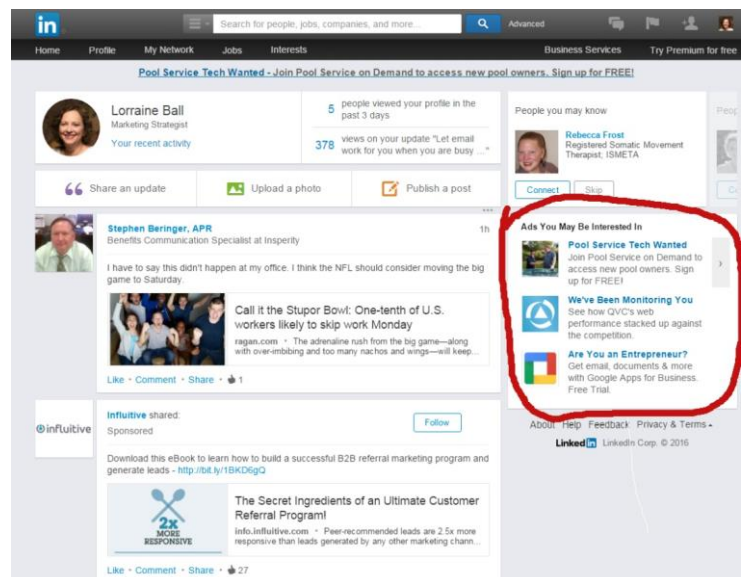 in
Search for people, jobs, companies, and more...
Advanced
Home Profile My Network Jobs Interests
Business Services Try Premium for free
Pool Service Tech Wanted - Join Pool Service on Demand to access new pool owners. Sign up for FREE!
Lorraine Ball
Marketing Strategist
Your recent activity
5 people viewed your profile in the
past 3 days
378 views on your update "Let email
work for you when you are busy ..."
People you may know
Rebecca Frost
Registered Somatic Movement
Therapist, ISMETA
Connect Skip
Share an update
Upload a photo
Publish a post
Stephen Beringer, APR
1h
Benefits Communication Specialist at Insperity
I have to say this didn't happen at my office. I think the NFL should consider moving the big
game to Saturday.
Call it the Stupor Bowl: One-tenth of U.S.
workers likely to skip work Monday
ragan.com · The adrenaline rush from the big game—along
with over-imbibing and too many nachos and wings—will keep...
Like · Comment · Share · 1
Ads You May Be Interested In
Pool Service Tech Wanted
Join Pool Service on Demand to
access new pool owners. Sign
up for FREE!
We've Been Monitoring You
See how QVC's web
performance stacked up against
the competition.
Are You an Entrepreneur?
Get email, documents & more
with Google Apps for Business.
Free Trial.
About Help Feedback Privacy & Terms
LinkedIn LinkedIn Corp. © 2016
influitive
Influitive shared:
Sponsored
Follow
Download this eBook to learn how to build a successful B2B referral marketing program and
generate leads - http://bit.ly/1BKD6gQ
2x
MORE
RESPONSIVE
The Secret Ingredients of an Ultimate Customer
Referral Program!
info.influitive.com · Peer-recommended leads are 2.5x more
responsive than leads generated by any other marketing chann...
Like · Comment · Share · 27